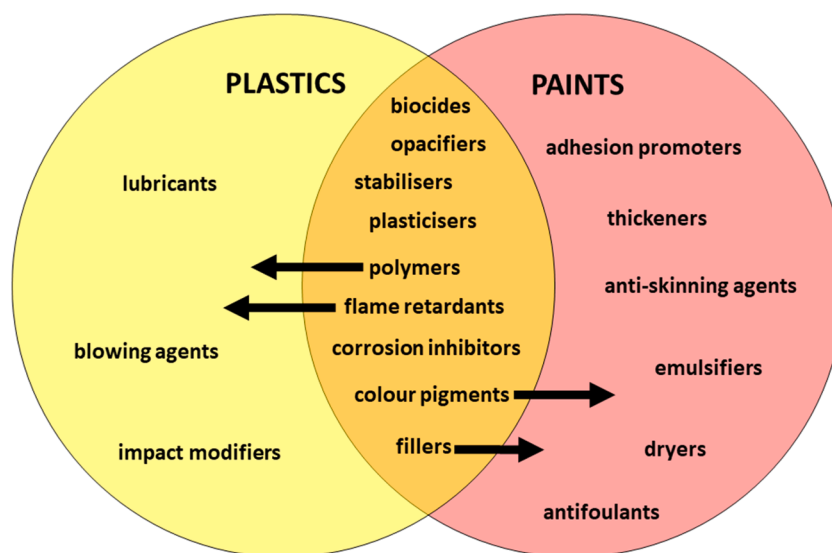 PLASTICS
PAINTS
biocides
opacifiers
adhesion promoters
stabilisers
lubricants
plasticisers
thickeners
polymers
anti-skinning agents
flame retardants
corrosion inhibitors
blowing agents
emulsifiers
colour pigments
fillers
dryers
impact modifiers
antifoulants